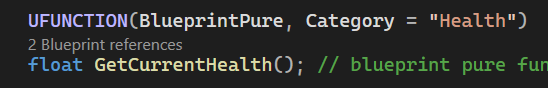 UFUNCTION(BlueprintPure, Category = "Health")
2 Blueprint references
float GetCurrentHealth(); // blueprint pure